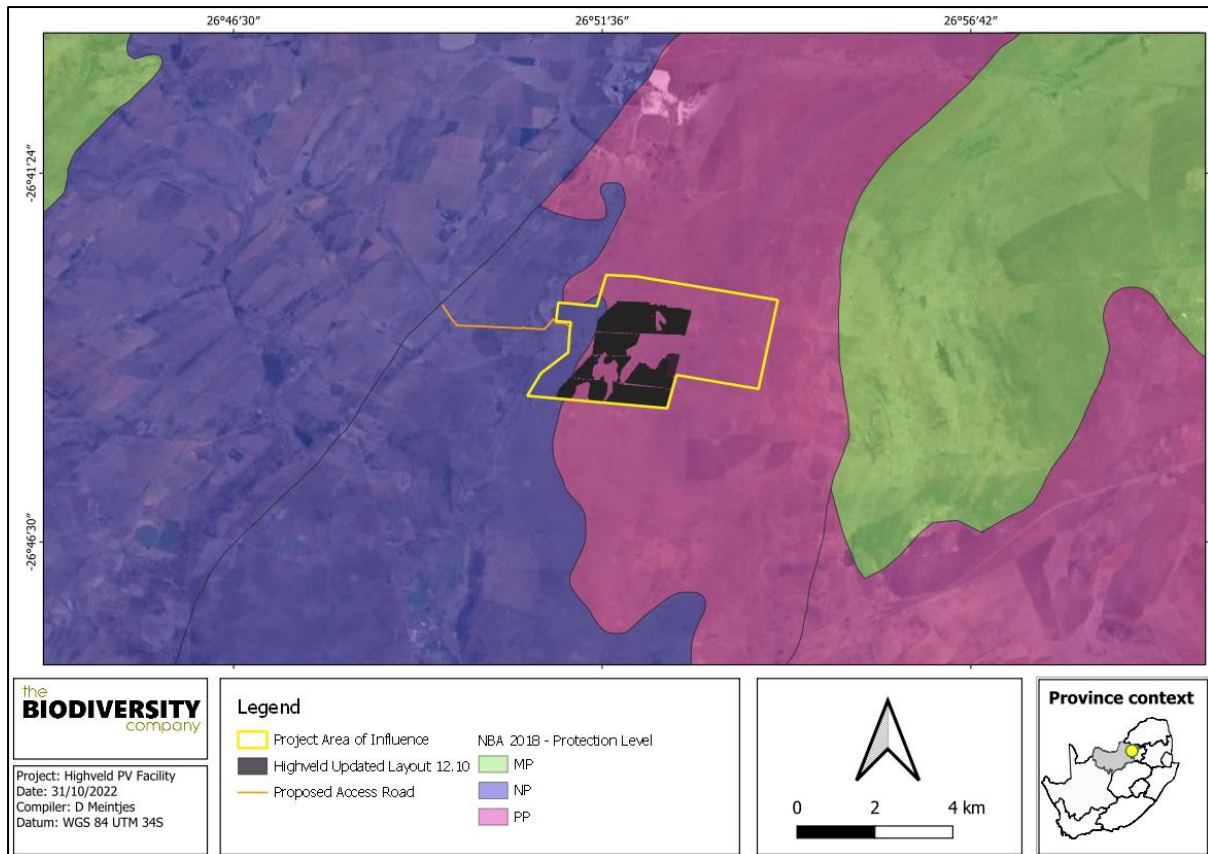 26°46′30″
26°51′36″
26°56′42″
-26°41′24″
-26°46′30″
the
BIODIVERSITY
company
Project: Highveld PV Facility
Date: 31/10/2022
Compiler: D Meintjes
Datum: WGS 84 UTM 34S
Legend
Project Area of Influence
Highveld Updated Layout 12.10
Proposed Access Road
NBA 2018 - Protection Level
MP
NP
PP
0 2 4 km
Province context